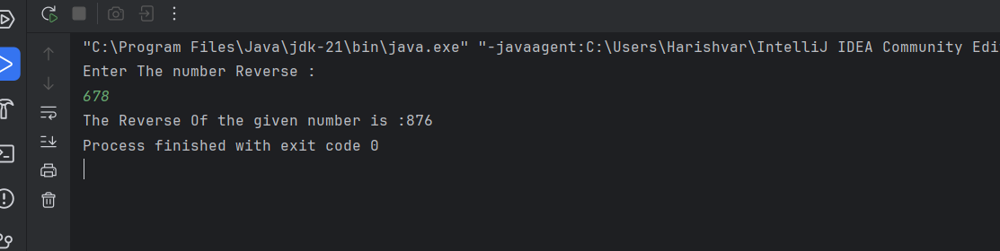 "C:\Program Files\Java\jdk-21\bin\java.exe" "-javaagent:C:\Users\Harishvar\IntelliJ IDEA Community Edi
Enter The number Reverse :
678
The Reverse Of the given number is :876
Process finished with exit code 0